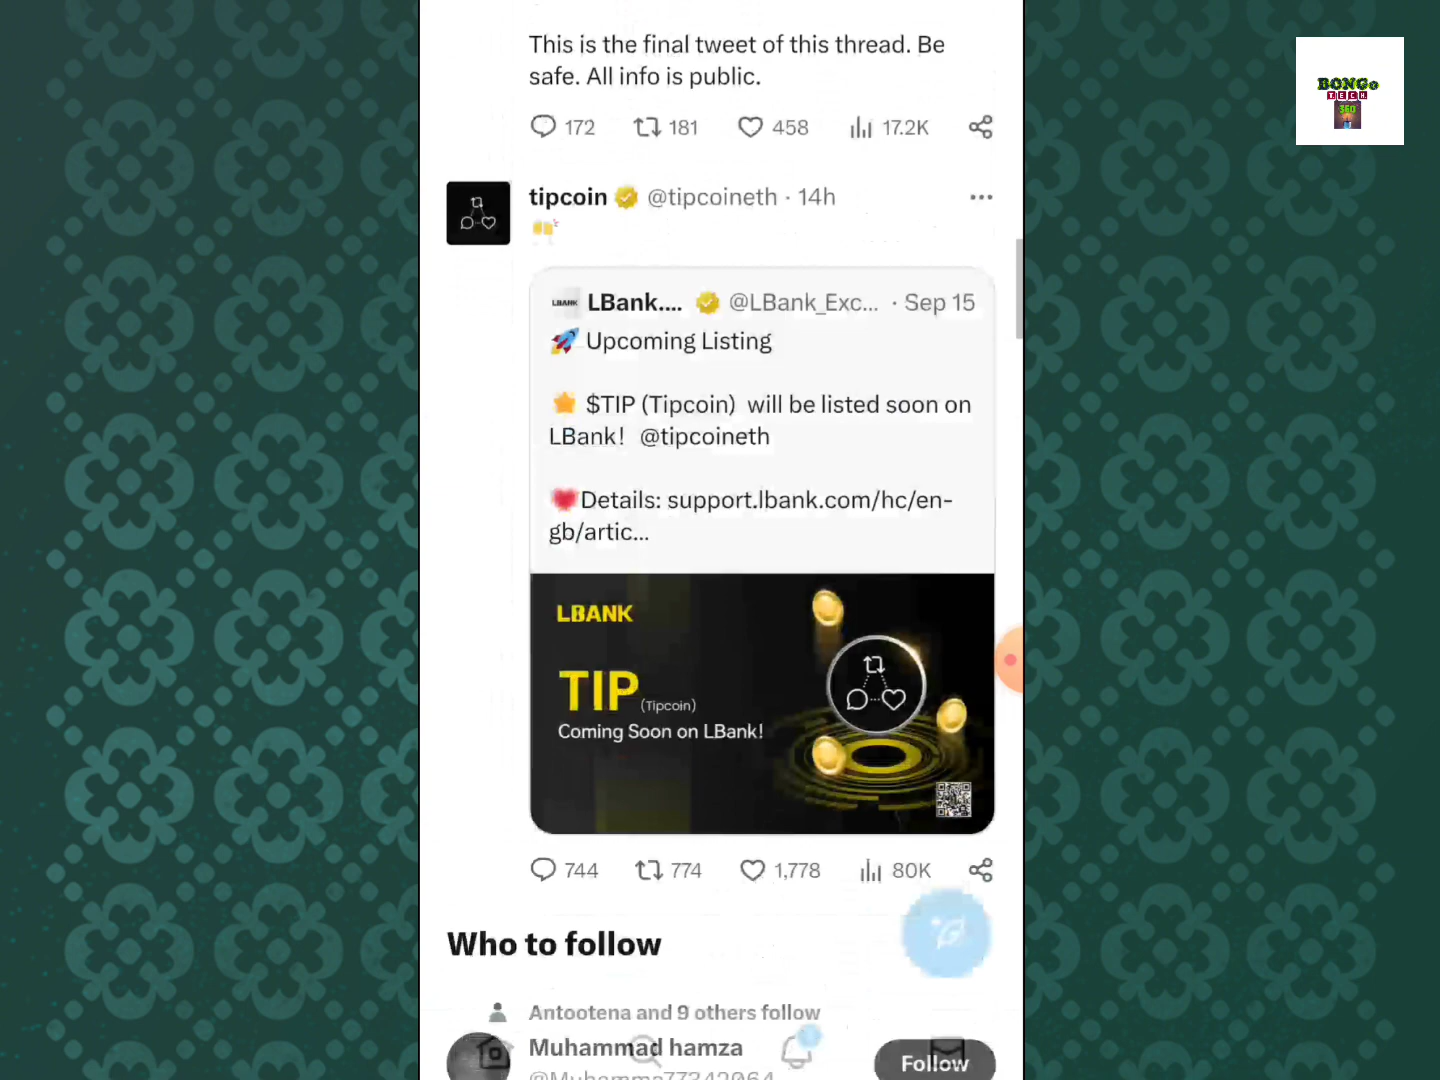 This is the final tweet of this thread. Be
safe. All info is public.
172 181 458 17.2K
BONGO
TECH
360
tipcoin @tipcoineth · 14h
LBANK LBank.... @LBank_Exc... · Sep 15
🚀 Upcoming Listing
⭐ $TIP (Tipcoin) will be listed soon on
LBank! @tipcoineth
❤️Details: support.lbank.com/hc/en-
gb/artic...
LBANK
TIP (Tipcoin)
Coming Soon on LBank!
744 774 1,778 80K
Who to follow
Antootena and 9 others follow
Muhammad hamza
Follow